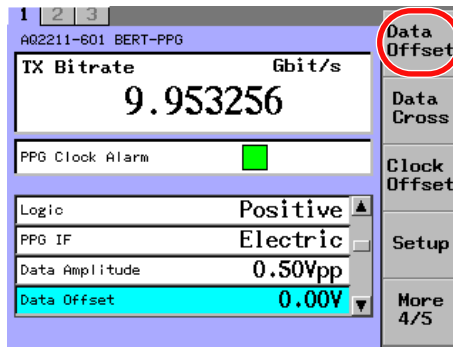 1 2 3
AQ2211-601 BERT-PPG
TX Bitrate Gbit/s
9.953256
PPG Clock Alarm
Logic Positive
PPG IF Electric
Data Amplitude 0.50Vpp
Data Offset 0.00V
Data
Offset
Data
Cross
Clock
Offset
Setup
More
4/5